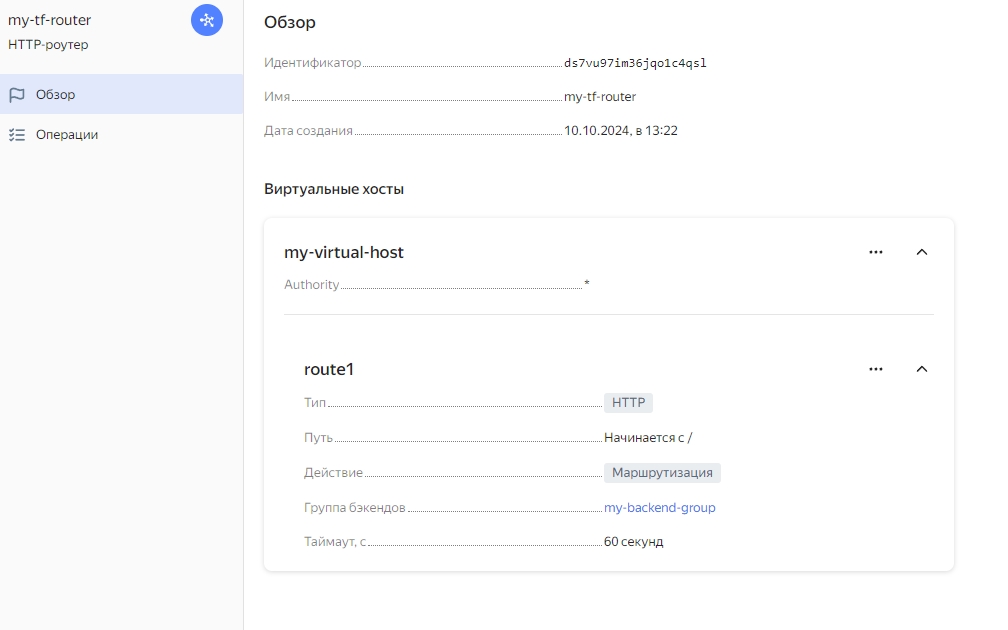 my-tf-router
HTTP-роутер
Обзор
Операции
Обзор
Идентификатор ds7vu97im36jqo1c4qsl
Имя my-tf-router
Дата создания 10.10.2024, в 13:22
Виртуальные хосты
my-virtual-host
Authority *
route1
Тип HTTP
Путь Начинается с /
Действие Маршрутизация
Группа бэкендов my-backend-group
Таймаут, с 60 секунд